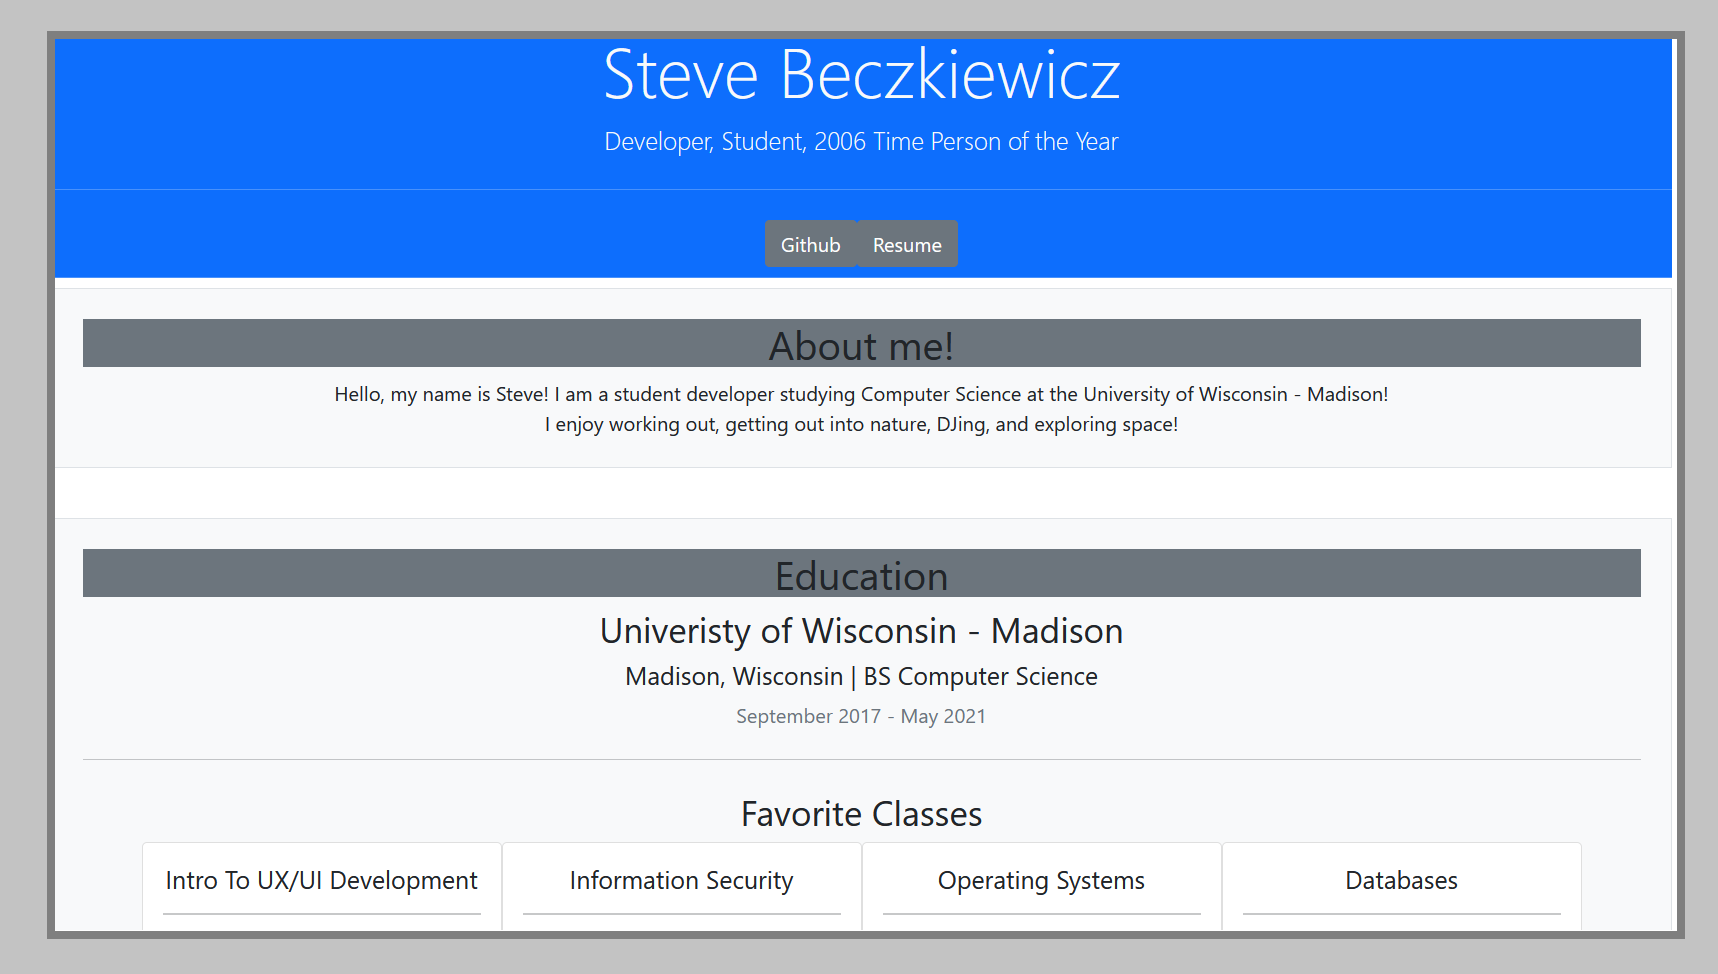 Steve Beczkiewicz
Developer, Student, 2006 Time Person of the Year
Github Resume
About me!
Hello, my name is Steve! I am a student developer studying Computer Science at the University of Wisconsin - Madison!
I enjoy working out, getting out into nature, DJing, and exploring space!
Education
Univeristy of Wisconsin - Madison
Madison, Wisconsin | BS Computer Science
September 2017 - May 2021
Favorite Classes
Intro To UX/UI Development Information Security Operating Systems Databases